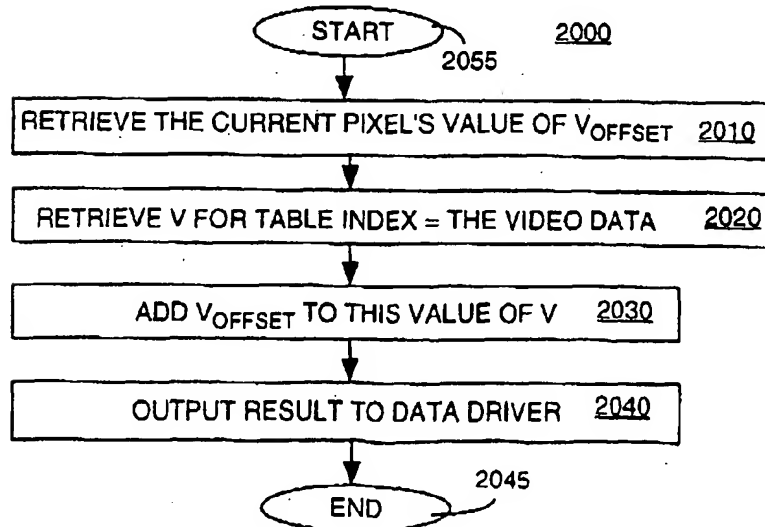 START 2000
2055
RETRIEVE THE CURRENT PIXEL'S VALUE OF VOFFSET 2010
RETRIEVE V FOR TABLE INDEX = THE VIDEO DATA 2020
ADD VOFFSET TO THIS VALUE OF V 2030
OUTPUT RESULT TO DATA DRIVER 2040
2045
END